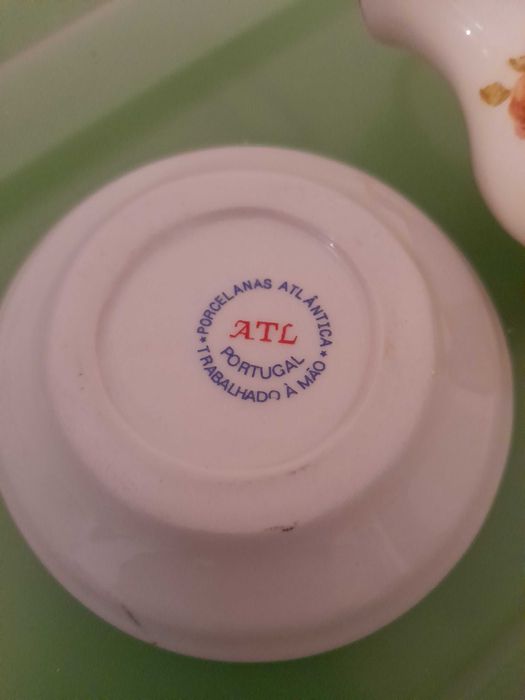 ★ PORCELANAS ATLÂNTICA ★
ATL
PORTUGAL
TRABALHADO À MÃO